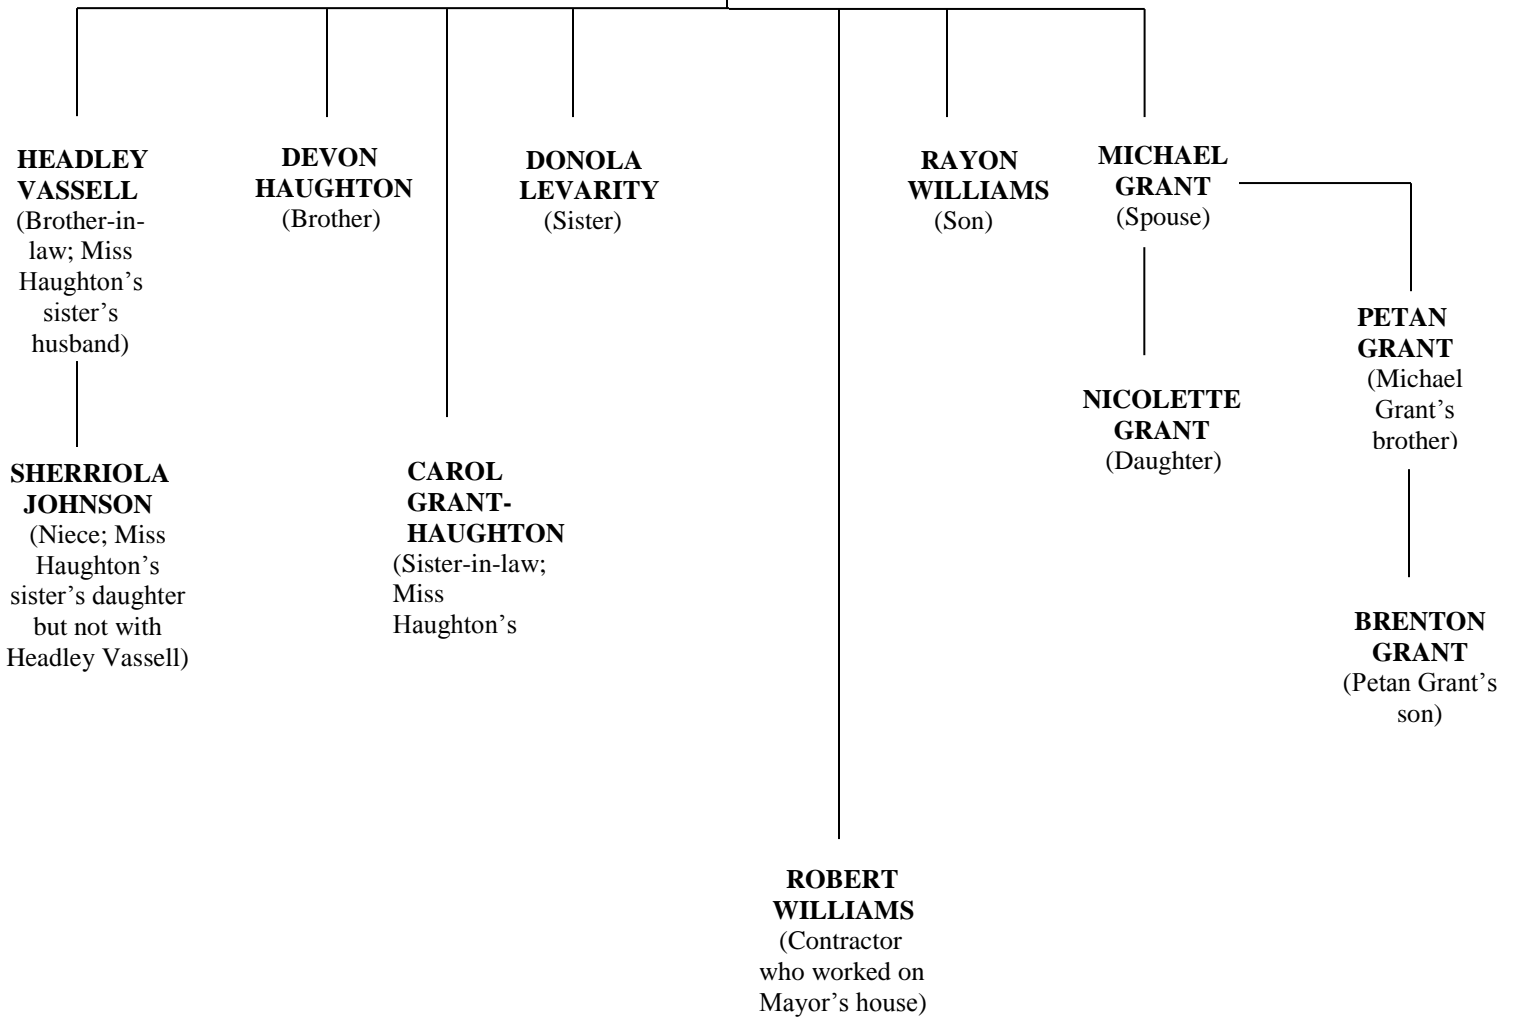 HEADLEY
VASSELL
(Brother-in-
law; Miss
Haughton’s
sister’s
husband)
DEVON
HAUGHTON
(Brother)
DONOLA
LEVARITY
(Sister)
RAYON
WILLIAMS
(Son)
MICHAEL
GRANT
(Spouse)
PETAN
GRANT
(Michael
Grant’s
brother)
NICOLETTE
GRANT
(Daughter)
SHERRIOLA
JOHNSON
(Niece; Miss
Haughton’s
sister’s daughter
but not with
Headley Vassell)
CAROL
GRANT-
HAUGHTON
(Sister-in-law;
Miss
Haughton’s
BRENTON
GRANT
(Petan Grant’s
son)
ROBERT
WILLIAMS
(Contractor
who worked on
Mayor’s house)